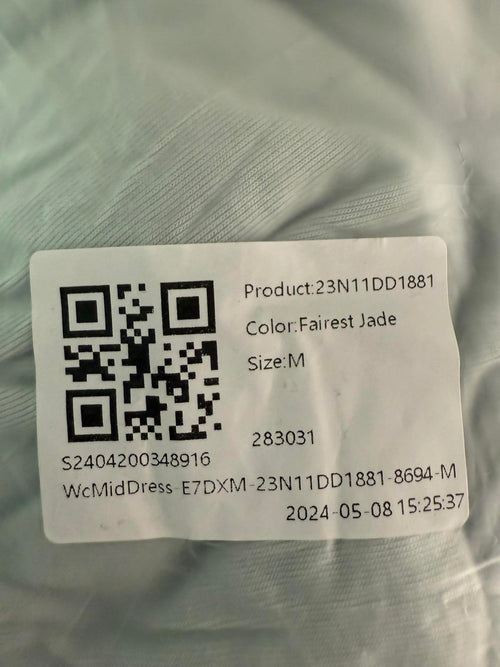 Product:23N11DD1881
Color:Fairest Jade
Size:M
283031
S2404200348916
WcMidDress-E7DXM-23N11DD1881-8694-M
2024-05-08 15:25:37